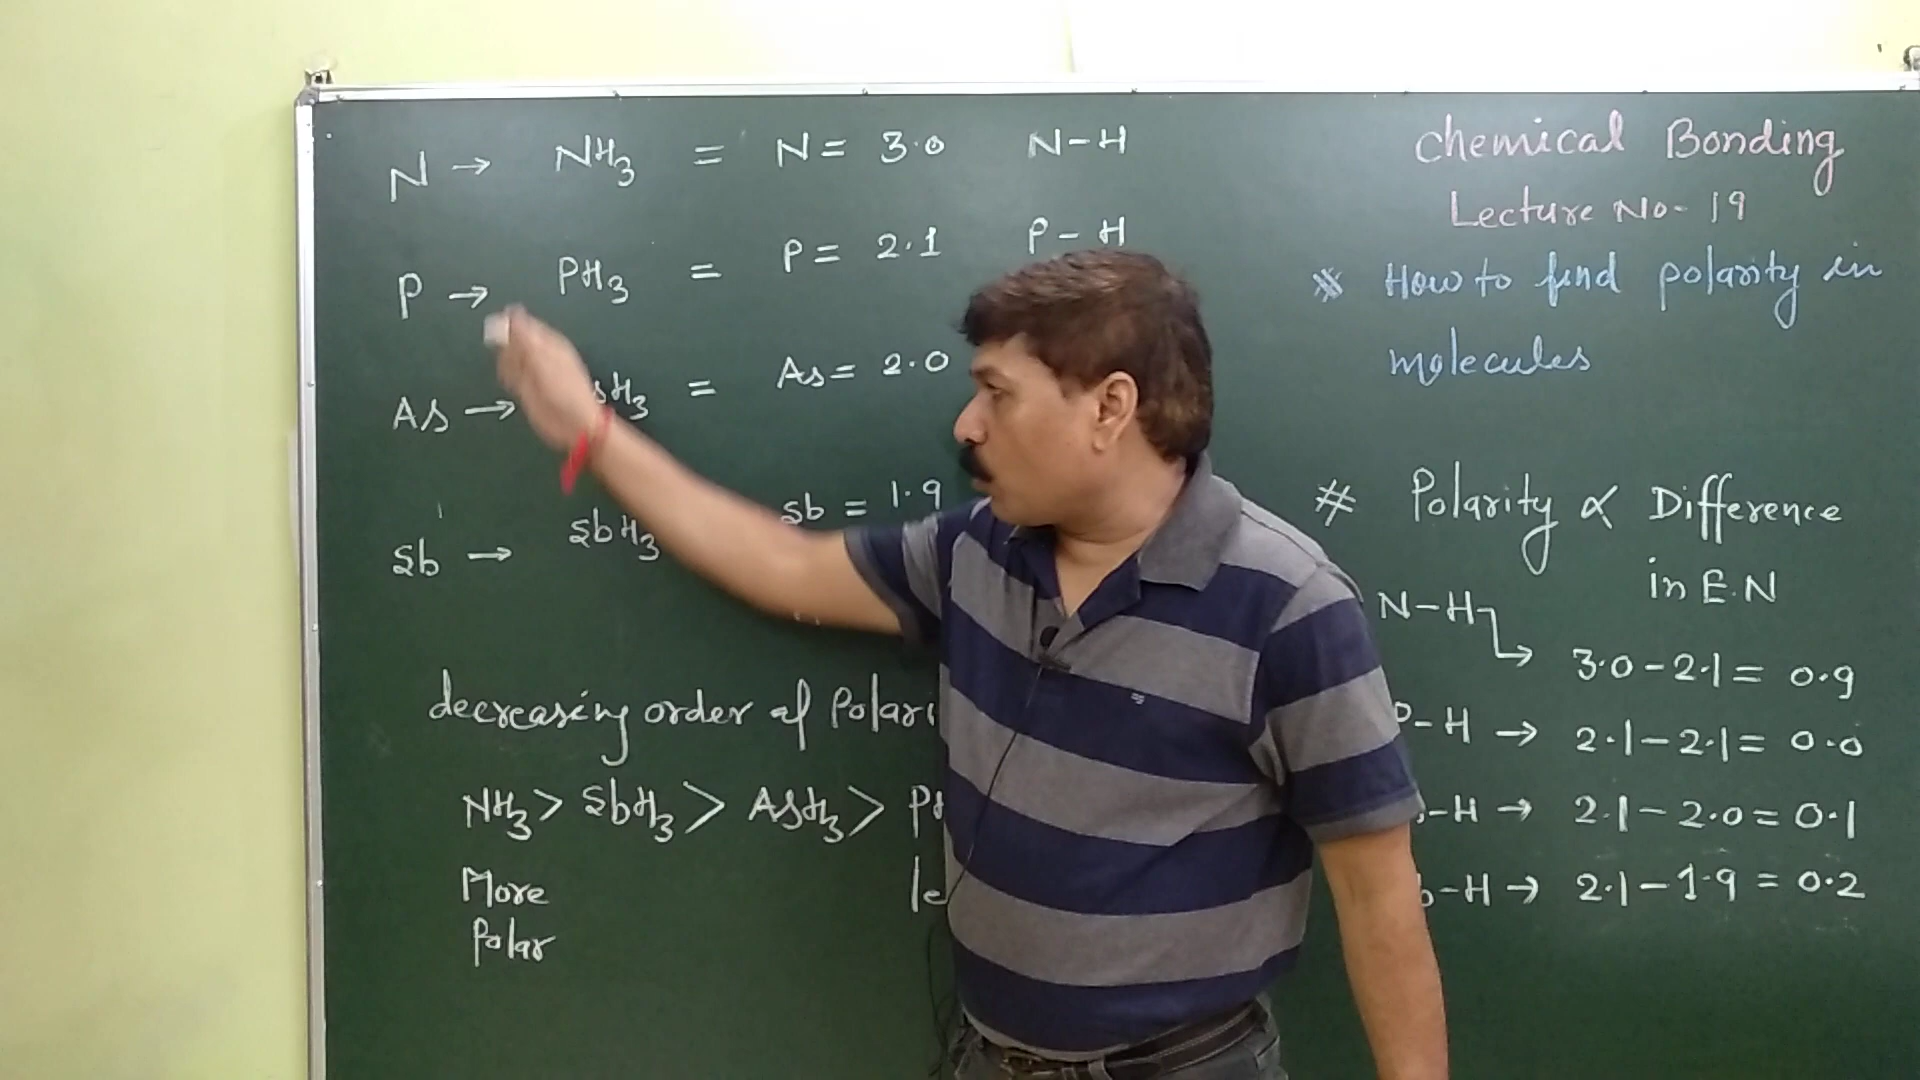 N → NH3 = N = 3.0 N-H
P → PH3 = P = 2.1 P-H
As → sH3 = As = 2.0
Sb → SbH3 Sb = 1.9
decreasing order of Polari
NH3 > SbH3 > AsH3 > P
More
Polar
le
Chemical Bonding
Lecture No-19
* How to find polarity in
molecules
# Polarity ∝ Difference
in E.N
N-H → 3.0-2.1 = 0.9
P-H → 2.1-2.1 = 0.0
-H → 2.1-2.0 = 0.1
b-H → 2.1-1.9 = 0.2